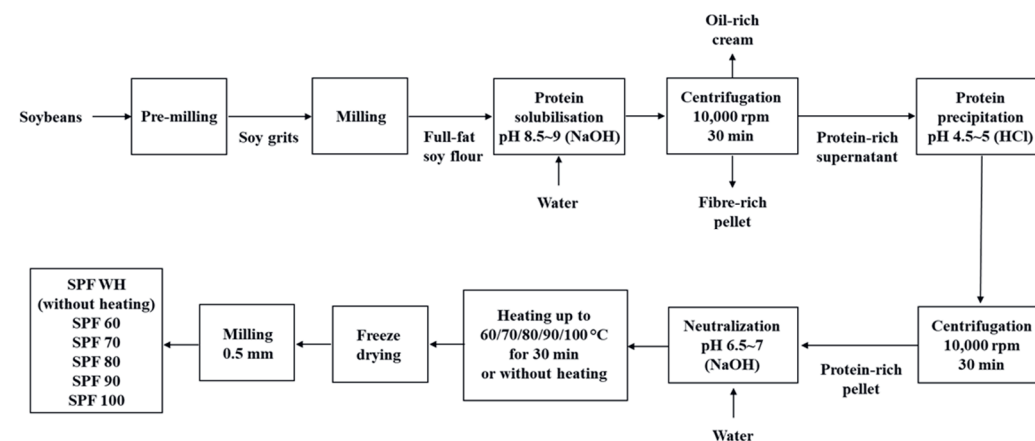 Soybeans
Pre-milling
Soy grits
Milling
Full-fat
soy flour
Protein
solubilisation
pH 8.5~9 (NaOH)
Water
Oil-rich
cream
Centrifugation
10,000 rpm
30 min
Fibre-rich
pellet
Protein-rich
supernatant
Protein
precipitation
pH 4.5~5 (HCl)
Centrifugation
10,000 rpm
30 min
Protein-rich
pellet
Neutralization
pH 6.5~7
(NaOH)
Water
Heating up to
60/70/80/90/100 °C
for 30 min
or without heating
Freeze
drying
Milling
0.5 mm
SPF WH
(without heating)
SPF 60
SPF 70
SPF 80
SPF 90
SPF 100